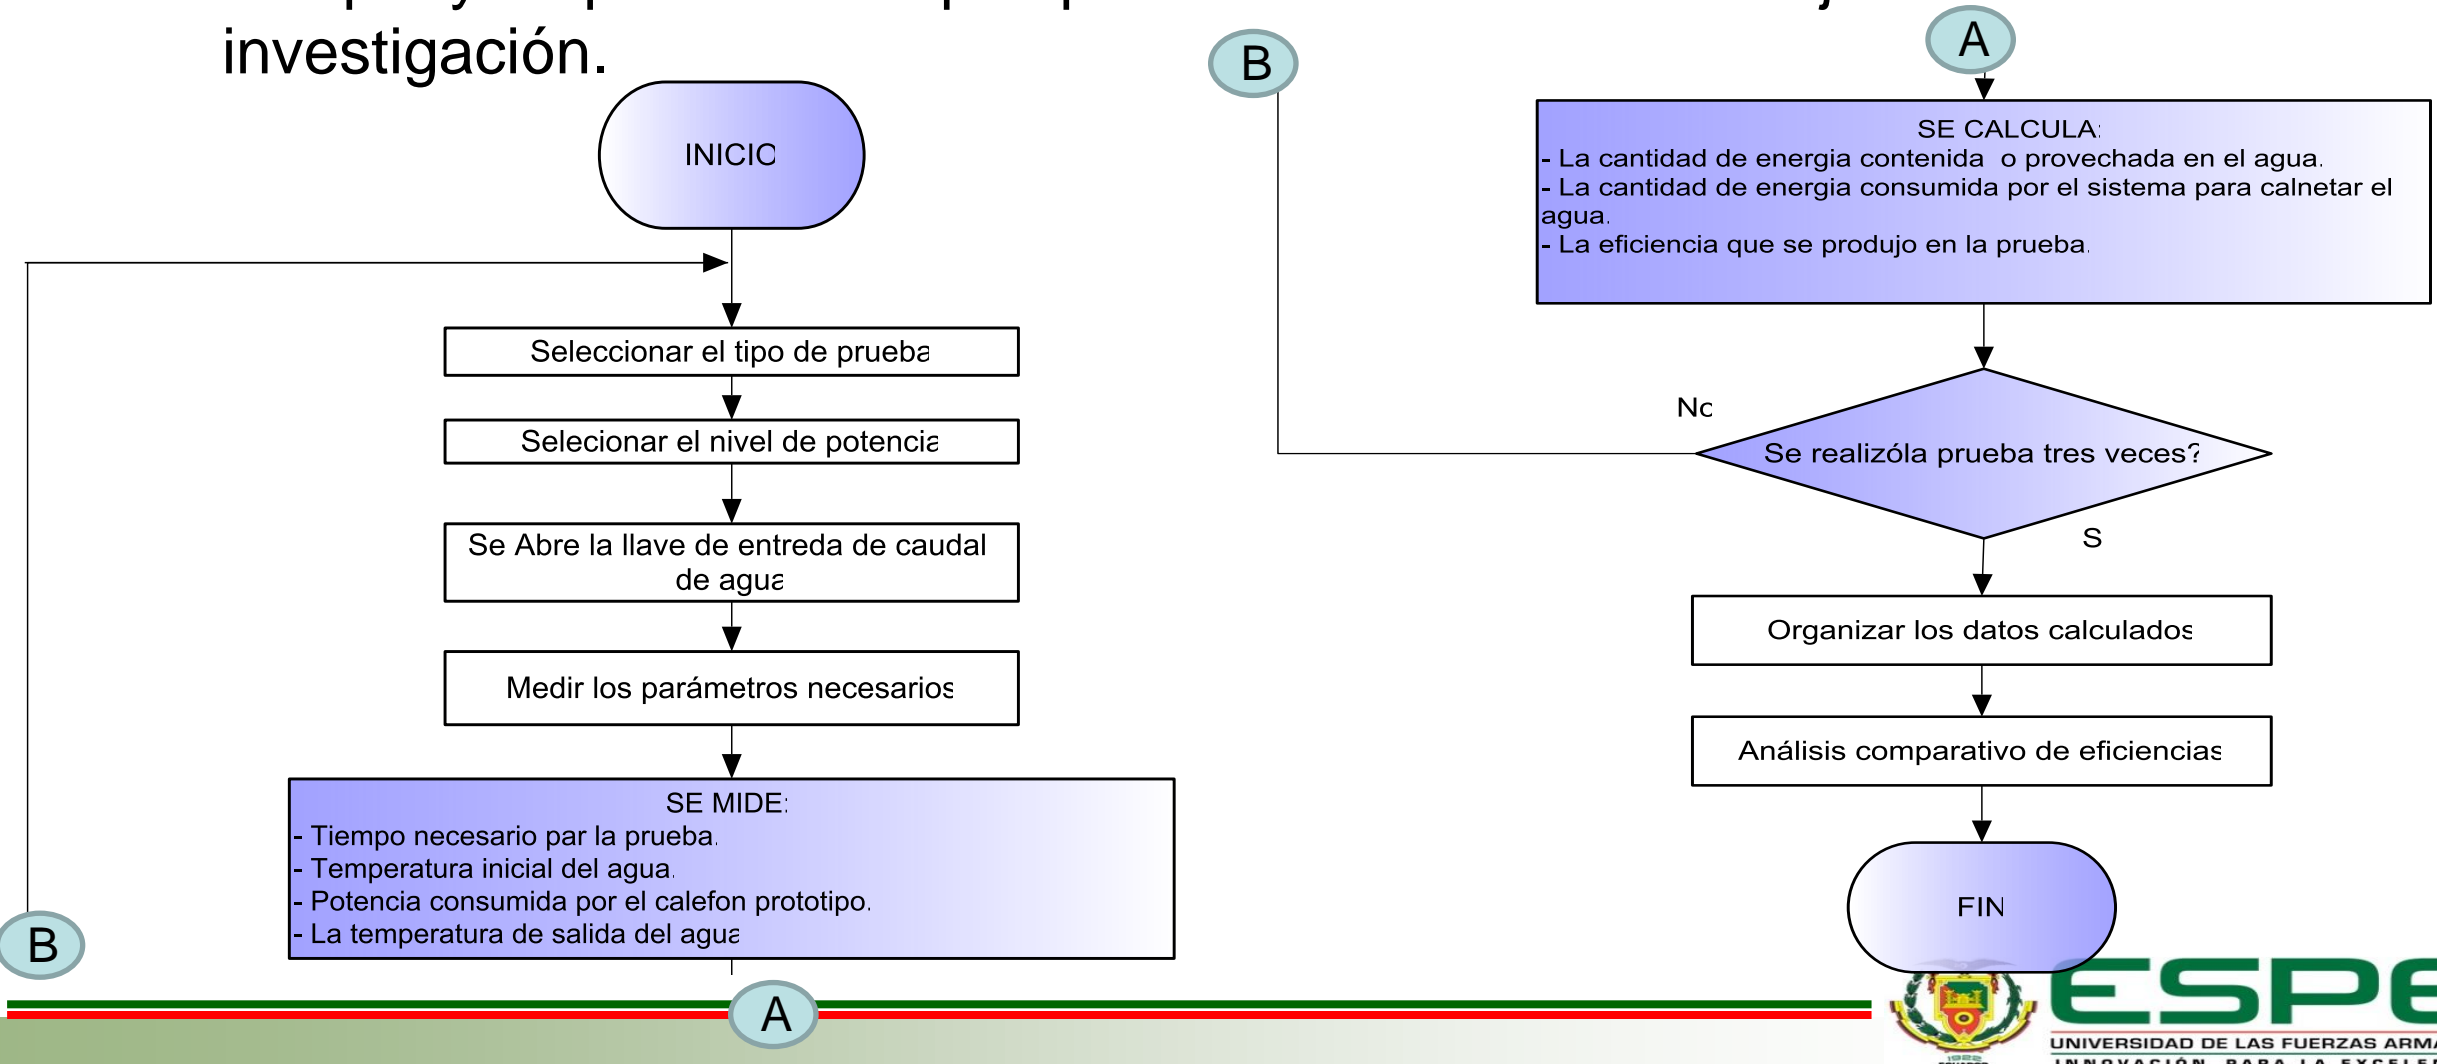 investigación.
INICIO
Seleccionar el tipo de prueba
Selecionar el nivel de potencia
Se Abre la llave de entreda de caudal
de agua
Medir los parámetros necesarios
SE MIDE:
- Tiempo necesario par la prueba.
- Temperatura inicial del agua.
- Potencia consumida por el calefon prototipo.
- La temperatura de salida del agua
B
A
B
A
SE CALCULA:
- La cantidad de energia contenida  o provechada en el agua.
- La cantidad de energia consumida por el sistema para calnetar el
agua.
- La eficiencia que se produjo en la prueba.
No
Se realizóla prueba tres veces?
S
Organizar los datos calculados
Análisis comparativo de eficiencias
FIN
ESPE
UNIVERSIDAD DE LAS FUERZAS ARMA